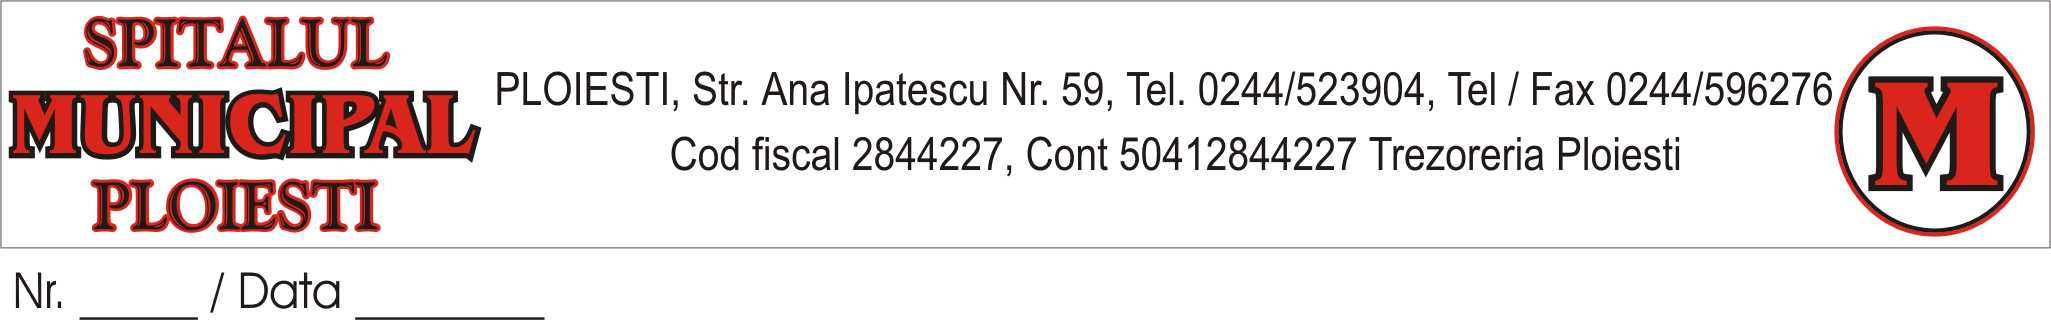 SPITALUL
MUNICIPAL
PLOIESTI
PLOIESTI, Str. Ana Ipatescu Nr. 59, Tel. 0244/523904, Tel / Fax 0244/596276
Cod fiscal 2844227, Cont 50412844227 Trezoreria Ploiesti
M
Nr. _____ / Data ________